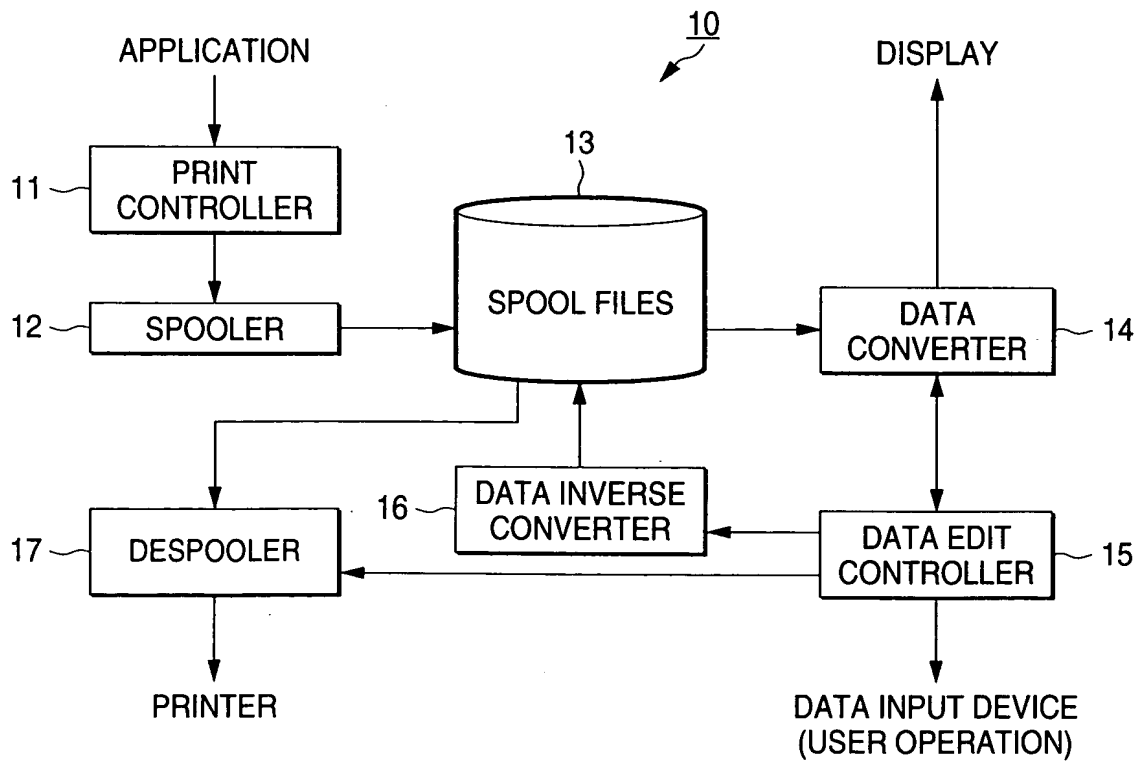 10
APPLICATION
DISPLAY
11
PRINT
CONTROLLER
13
12
SPOOLER
SPOOL FILES
DATA
CONVERTER
14
16
DATA INVERSE
CONVERTER
17
DESPOOLER
DATA EDIT
CONTROLLER
15
PRINTER
DATA INPUT DEVICE
(USER OPERATION)